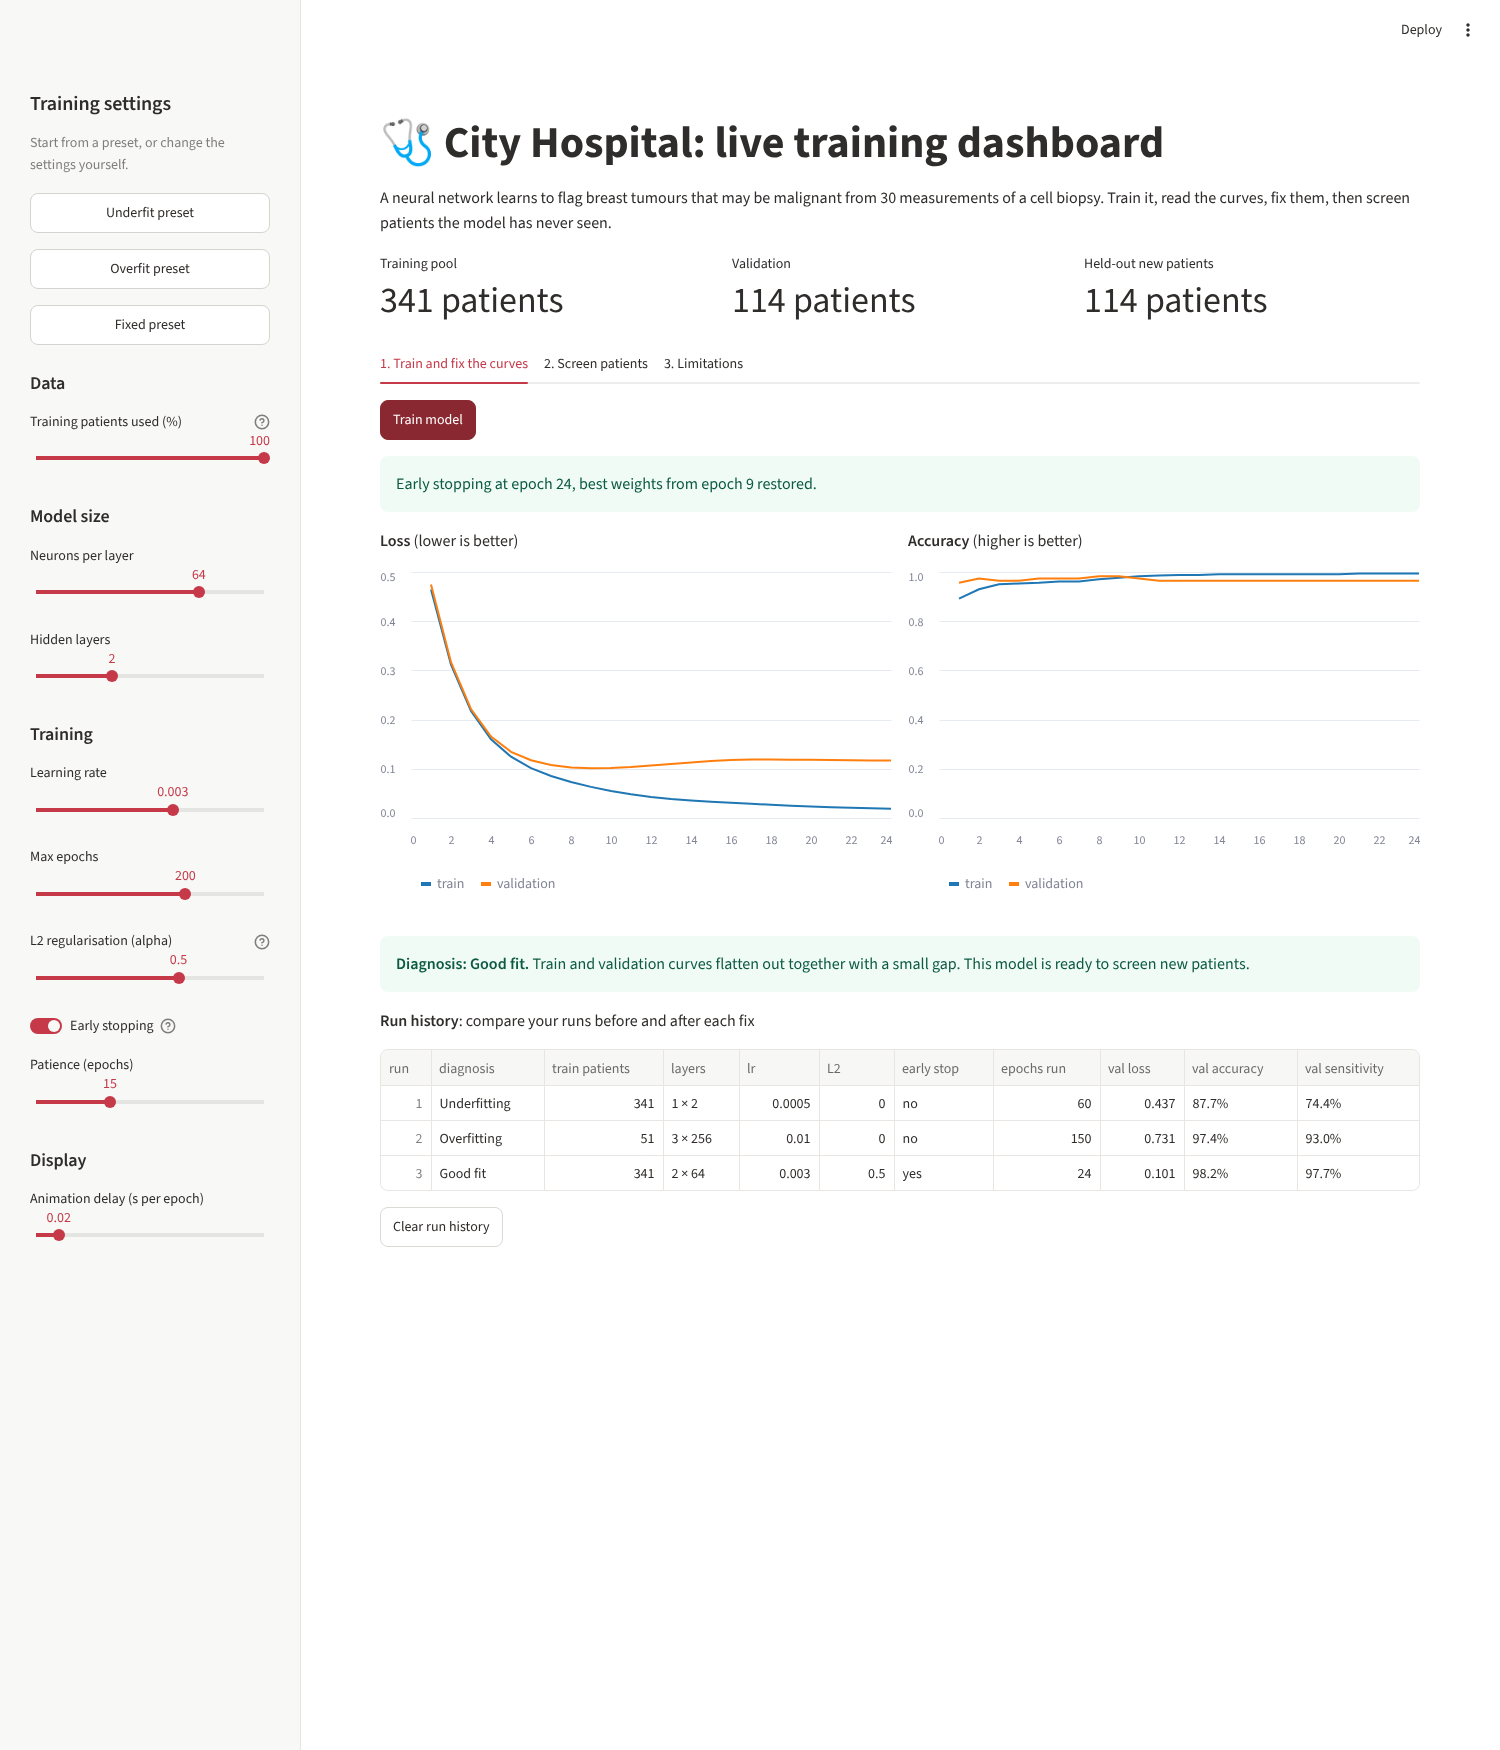 Deploy
Training settings
Start from a preset, or change the
settings yourself.
Underfit preset
Overfit preset
Fixed preset
Data
Training patients used (%)
100
Model size
Neurons per layer
64
Hidden layers
2
Training
Learning rate
0.003
Max epochs
200
L2 regularisation (alpha)
0.5
Early stopping
Patience (epochs)
15
Display
Animation delay (s per epoch)
0.02
City Hospital: live training dashboard
A neural network learns to flag breast tumours that may be malignant from 30 measurements of a cell biopsy. Train it, read the curves, fix them, then screen
patients the model has never seen.
Training pool Validation Held-out new patients
341 patients 114 patients 114 patients
1. Train and fix the curves 2. Screen patients 3. Limitations
Train model
Early stopping at epoch 24, best weights from epoch 9 restored.
Loss (lower is better)
0.5
0.4
0.3
0.2
0.1
0.0
0 2 4 6 8 10 12 14 16 18 20 22 24
train validation
Accuracy (higher is better)
1.0
0.8
0.6
0.4
0.2
0.0
0 2 4 6 8 10 12 14 16 18 20 22 24
train validation
Diagnosis: Good fit. Train and validation curves flatten out together with a small gap. This model is ready to screen new patients.
Run history: compare your runs before and after each fix
run diagnosis train patients layers lr L2 early stop epochs run val loss val accuracy val sensitivity
1 Underfitting 341 1 × 2 0.0005 0 no 60 0.437 87.7% 74.4%
2 Overfitting 51 3 × 256 0.01 0 no 150 0.731 97.4% 93.0%
3 Good fit 341 2 × 64 0.003 0.5 yes 24 0.101 98.2% 97.7%
Clear run history